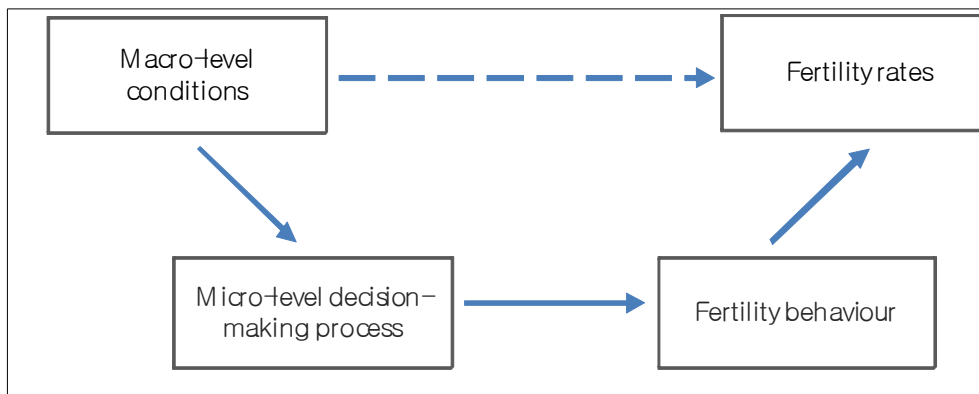 Macro-level
conditions
Fertility rates
Micro-level decision-
making process
Fertility behaviour